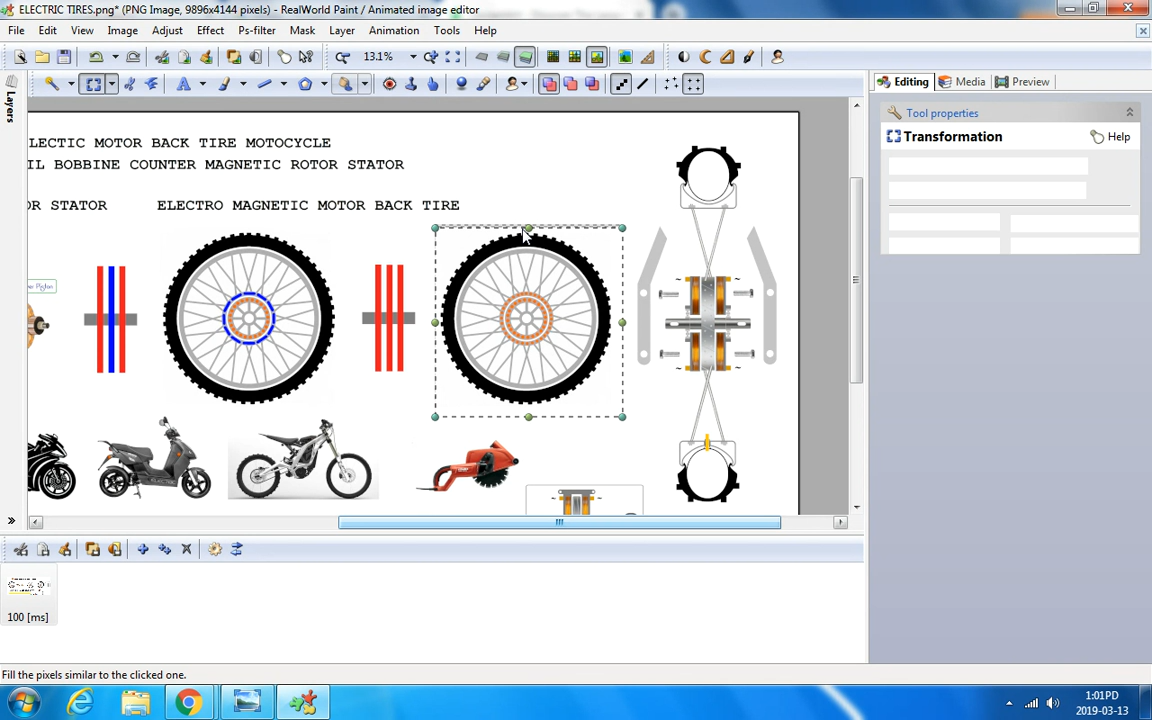 ELECTRIC TIRES.png* (PNG Image, 9896x4144 pixels) - RealWorld Paint / Animated image editor
File Edit View Image Adjust Effect Ps-filter Mask Layer Animation Tools Help
13.1%
Layers
Editing Media Preview
Tool properties
Transformation Help
LECTIC MOTOR BACK TIRE MOTOCYCLE
IL BOBBINE COUNTER MAGNETIC ROTOR STATOR
OR STATOR ELECTRO MAGNETIC MOTOR BACK TIRE
100 [ms]
Fill the pixels similar to the clicked one.
1:01PD
2019-03-13